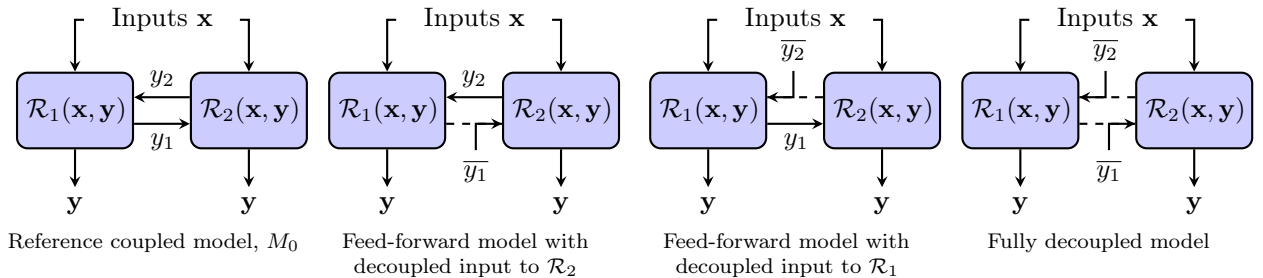 Inputs x Inputs x Inputs x Inputs x
y₂ y₂ y̅₂ y̅₂
R₁(x, y) R₂(x, y) R₁(x, y) R₂(x, y) R₁(x, y) R₂(x, y) R₁(x, y) R₂(x, y)
y₁ y̅₁ y₁ y̅₁
y y y y y y y y
Reference coupled model, M₀
Feed-forward model with
decoupled input to R₂
Feed-forward model with
decoupled input to R₁
Fully decoupled model